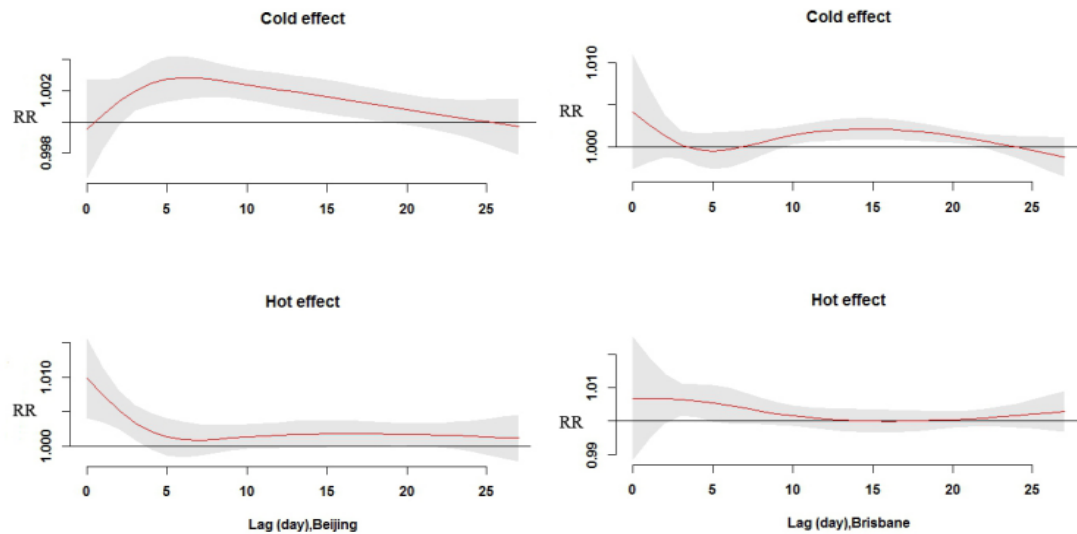 Cold effect
RR
1.002
0.998
0 5 10 15 20 25
Cold effect
RR
1.010
1.000
0 5 10 15 20 25
Hot effect
RR
1.010
1.000
0 5 10 15 20 25
Lag (day),Beijing
Hot effect
RR
1.01
0.99
0 5 10 15 20 25
Lag (day),Brisbane